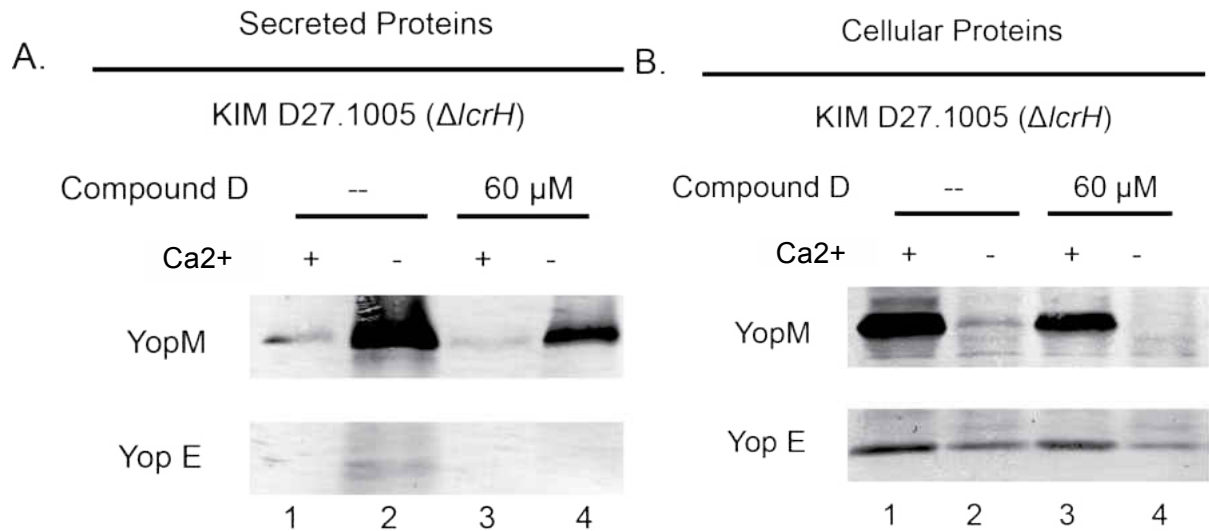 A.
Secreted Proteins
KIM D27.1005 (ΔlcrH)
Compound D -- 60 µM
Ca2+ + - + -
YopM
Yop E
1 2 3 4
B.
Cellular Proteins
KIM D27.1005 (ΔlcrH)
Compound D -- 60 µM
Ca2+ + - + -
YopM
Yop E
1 2 3 4